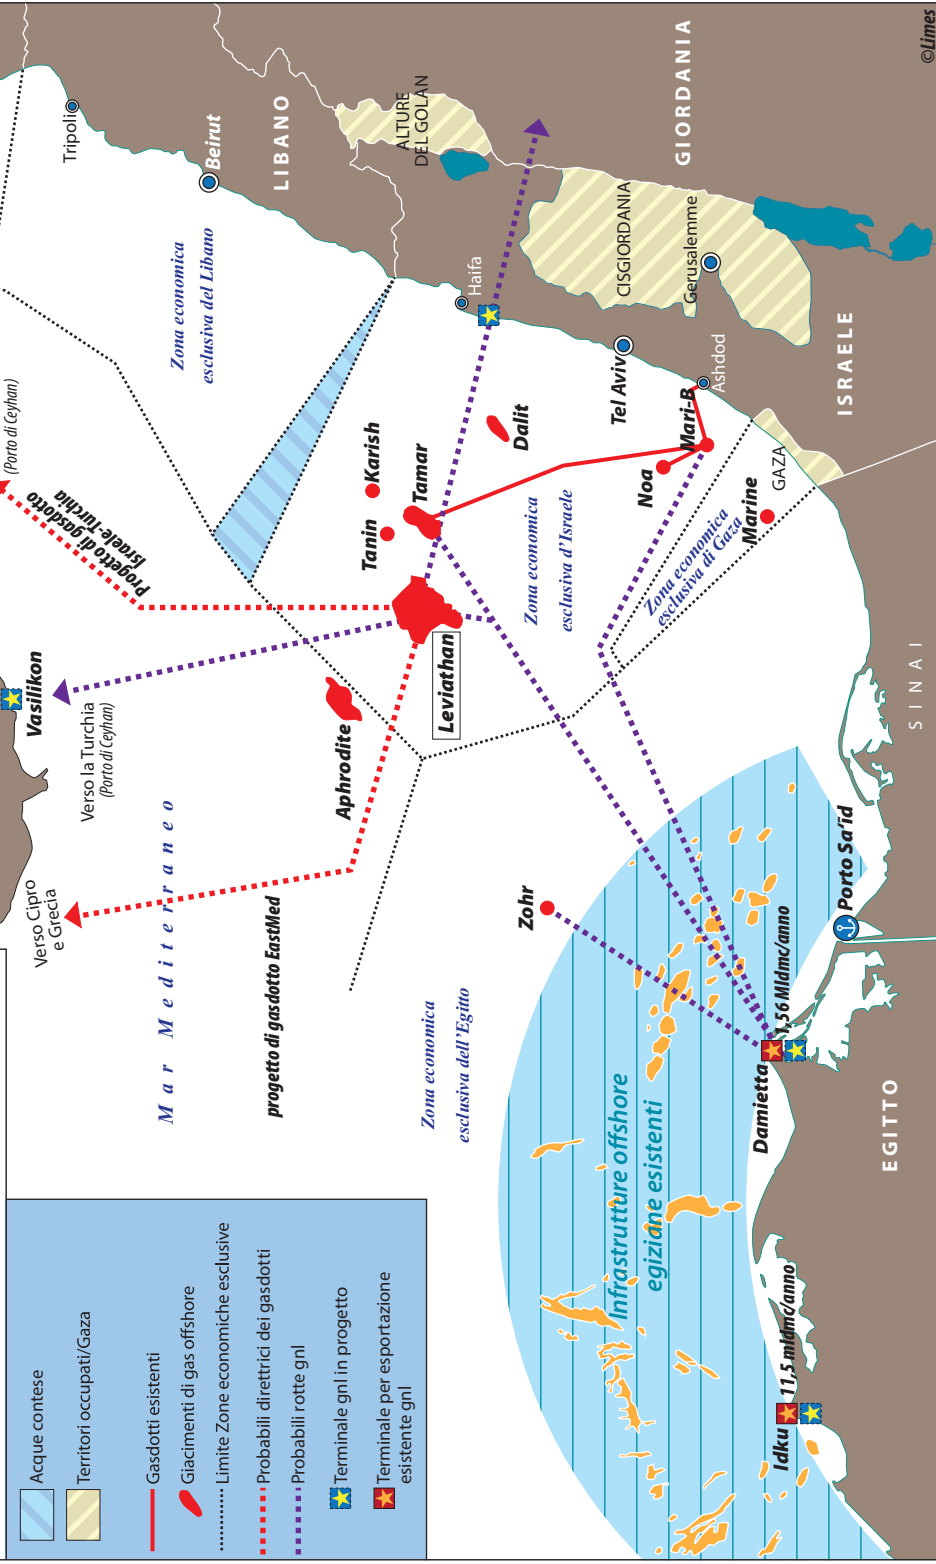 Acque contese
Territori occupati/Gaza
Gasdotti esistenti
Giacimenti di gas offshore
Limite Zone economiche esclusive
Probabili direttrici dei gasdotti
Probabili rotte gnl
Terminale gnl in progetto
Terminale per esportazione
esistente gnl
Verso Cipro
e Grecia
Vasilikon
Verso la Turchia
(Porto di Ceyhan)
Mar Mediterraneo
progetto di gasdotto EastMed
(Porto di Ceyhan)
Progetto di gasdotto
Israele-Turchia
Tripoli
Beirut
LIBANO
Zona economica
esclusiva del Libano
ALTURE
DEL GOLAN
GIORDANIA
Haifa
Karish
Tanin
Tamar
Dalit
Leviathan
Aphrodite
Zona economica
esclusiva d'Israele
CISGIORDANIA
Gerusalemme
Tel Aviv
Ashdod
ISRAELE
Mari-B
Noa
Marine
GAZA
Zona economica
esclusiva di Gaza
Zona economica
esclusiva dell'Egitto
Zohr
Infrastrutture offshore
egiziane esistenti
Damietta
1,56 Mldmc/anno
Porto Sa'īd
SINAI
EGITTO
Idku
11,5 mldmc/anno
©Limes